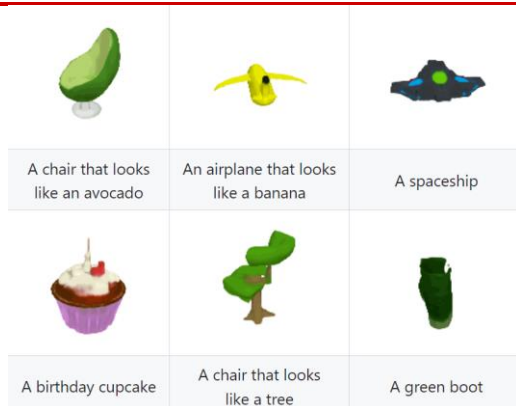 A chair that looks
like an avocado
An airplane that looks
like a banana
A spaceship
A birthday cupcake
A chair that looks
like a tree
A green boot